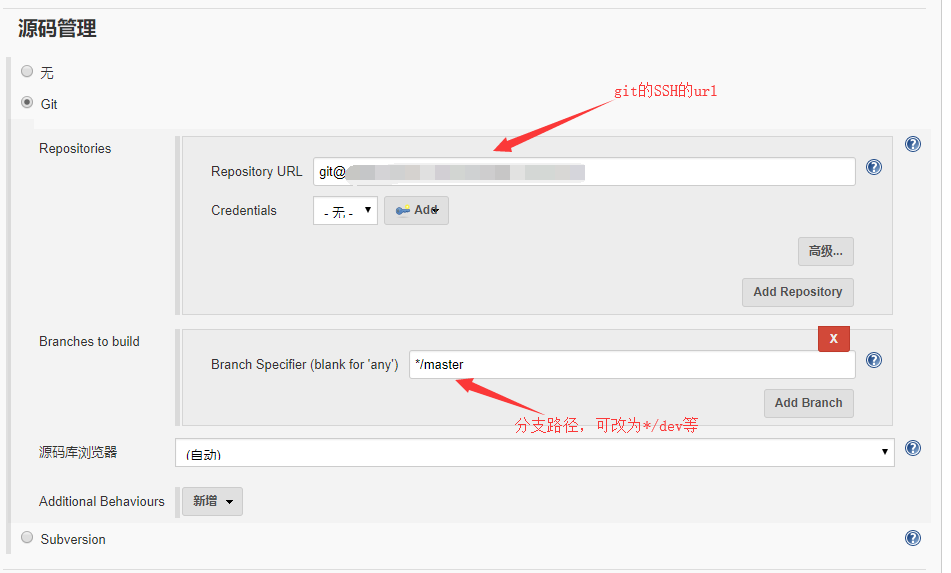 源码管理
无
git的SSH的url
Git
Repositories
Repository URL git@
Credentials - 无 - Add
高级...
Add Repository
Branches to build
X
Branch Specifier (blank for 'any') */master
Add Branch
分支路径，可改为*/dev等
源码库浏览器 (自动)
Additional Behaviours 新增
Subversion